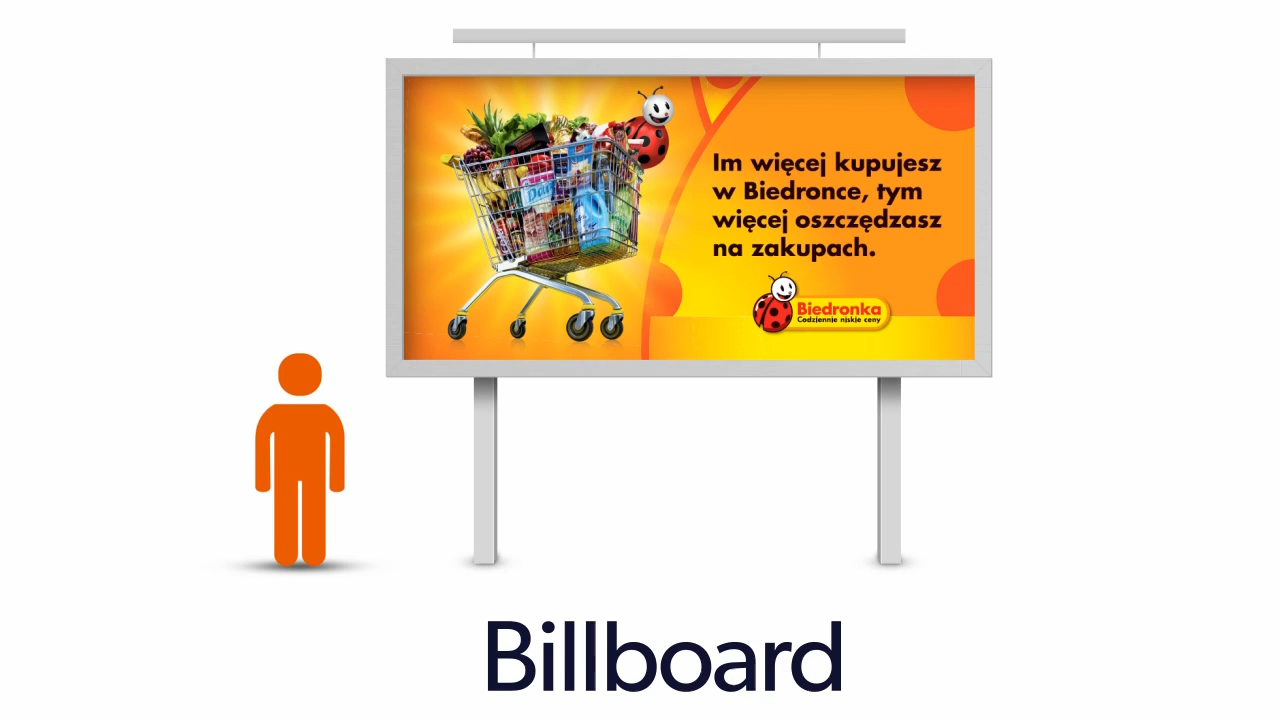 Im więcej kupujesz
w Biedronce, tym
więcej oszczędzasz
na zakupach.
Biedronka
Codziennie niskie ceny
Billboard